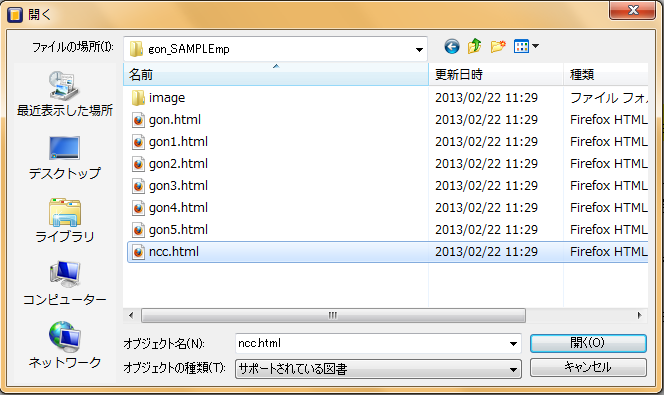 開く
ファイルの場所(I):
gon_SAMPLEmp
最近表示した場所
デスクトップ
ライブラリ
コンピューター
ネットワーク
名前 更新日時 種類
image 2013/02/22 11:29 ファイル フォ
gon.html 2013/02/22 11:29 Firefox HTML
gon1.html 2013/02/22 11:29 Firefox HTML
gon2.html 2013/02/22 11:29 Firefox HTML
gon3.html 2013/02/22 11:29 Firefox HTML
gon4.html 2013/02/22 11:29 Firefox HTML
gon5.html 2013/02/22 11:29 Firefox HTML
ncc.html 2013/02/22 11:29 Firefox HTML
オブジェクト名(N): ncc.html 開く(O)
オブジェクトの種類(T): サポートされている図書 キャンセル